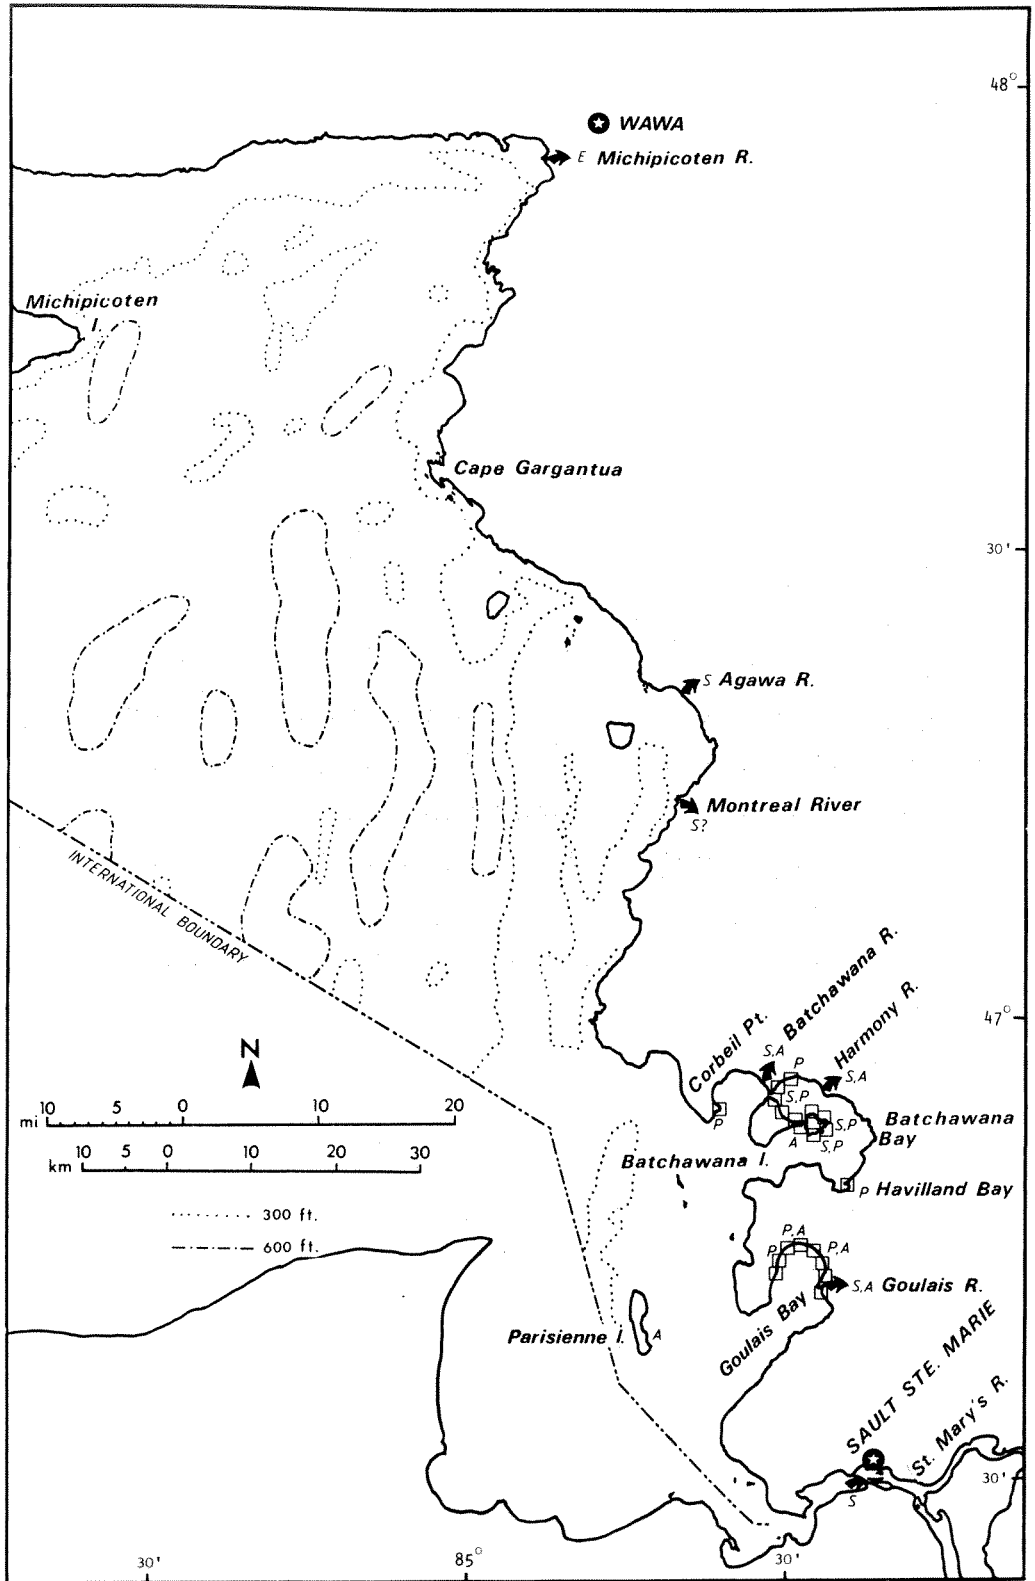 48°
WAWA
E Michipicoten R.
Michipicoten
I.
Cape Gargantua
30'
S Agawa R.
Montreal River
S?
INTERNATIONAL BOUNDARY
47°
Corbeil Pt.
Batchawana R.
Harmony R.
S,A
P
S,A
S,P
P
S,P
A
S,P
Batchawana
Bay
Batchawana I.
P Havilland Bay
N
10 5 0 10 20
mi
10 5 0 10 20 30
km
300 ft.
600 ft.
P,A
P
P,A
S,A Goulais R.
Goulais Bay
Parisienne I.
A
SAULT STE. MARIE
St. Mary's R.
S
30'
30'
85°
30'